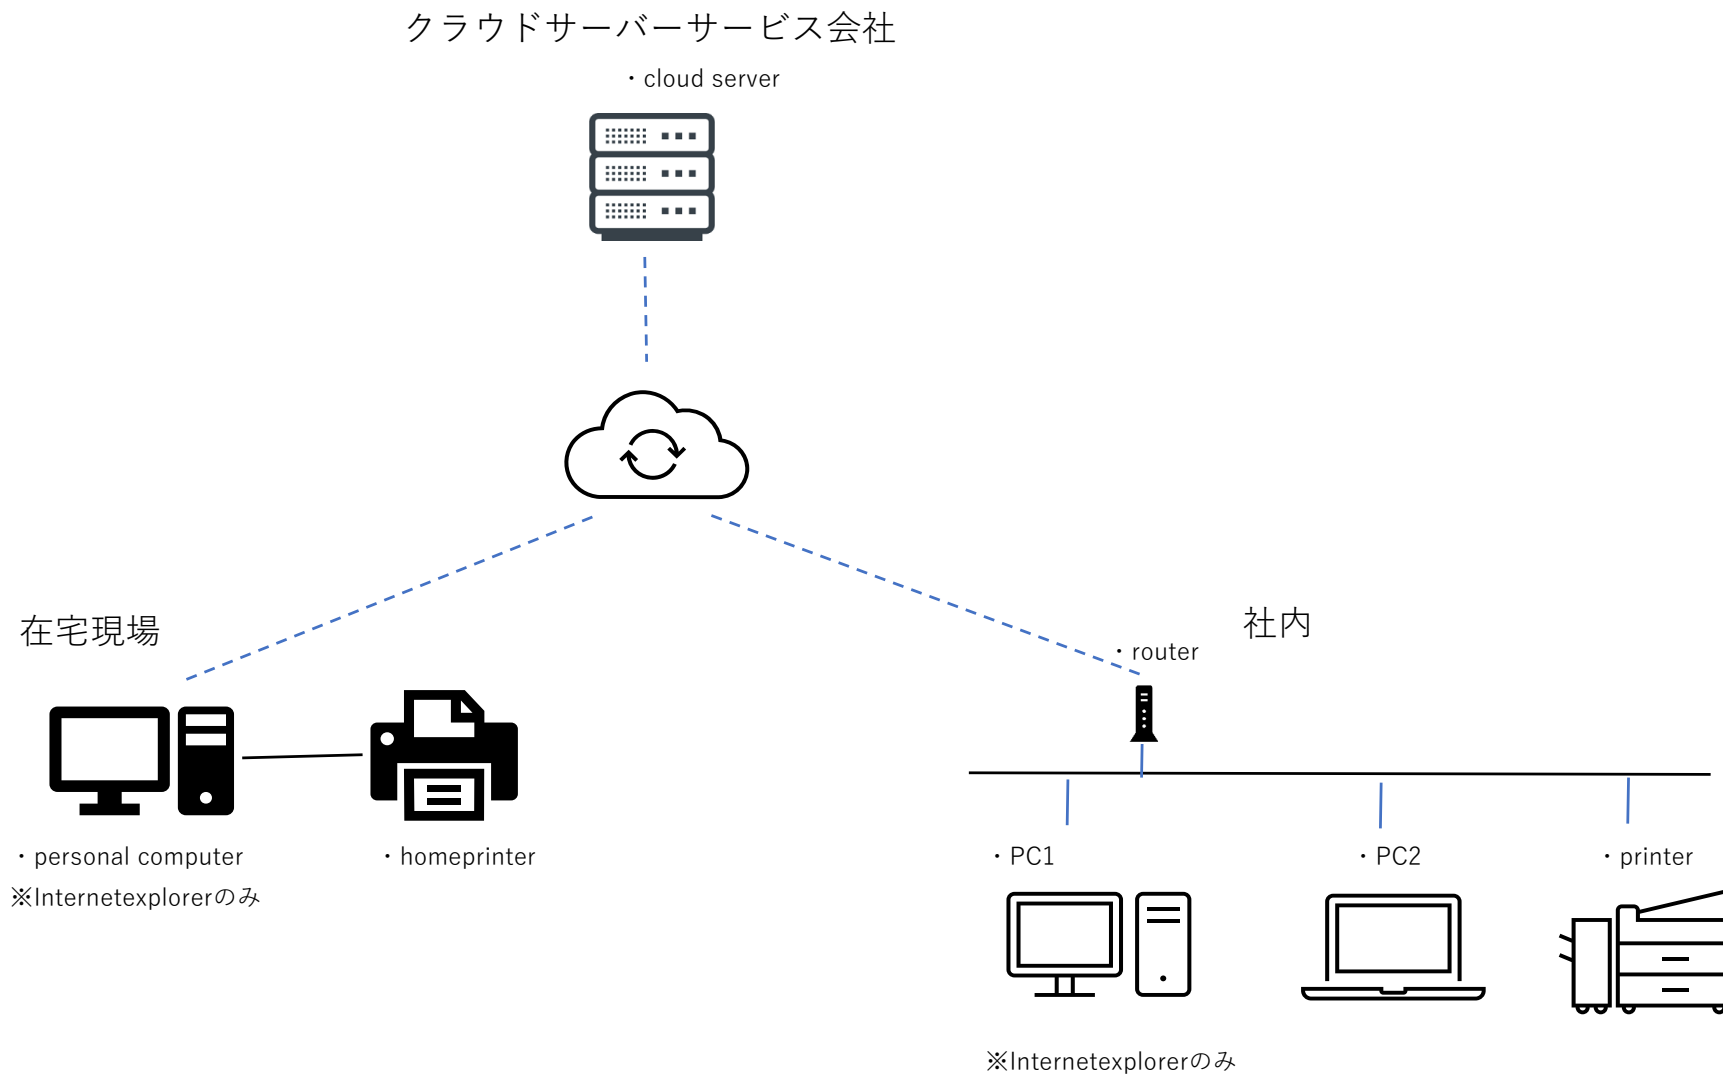 クラウドサーバーサービス会社
・cloud server
在宅現場
社内
・router
・personal computer
・homeprinter
※Internetexplorerのみ
・PC1
・PC2
・printer
※Internetexplorerのみ